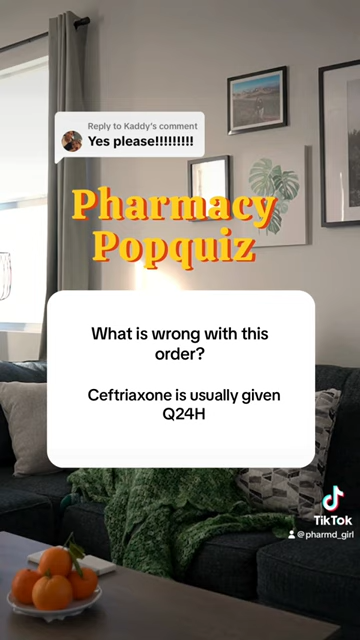 Reply to Kaddy's comment
Yes please!!!!!!!!!
Pharmacy
Popquiz
What is wrong with this
order?
Ceftriaxone is usually given
Q24H
TikTok
@pharmd_girl